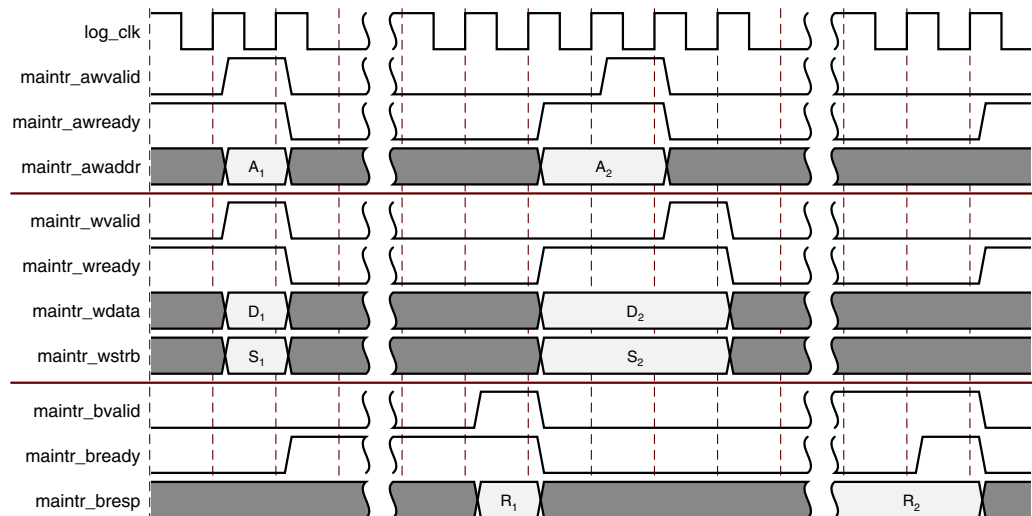 log_clk
maintr_awvalid
maintr_awready
maintr_awaddr A₁ A₂
maintr_wvalid
maintr_wready
maintr_wdata D₁ D₂
maintr_wstrb S₁ S₂
maintr_bvalid
maintr_bready
maintr_bresp R₁ R₂